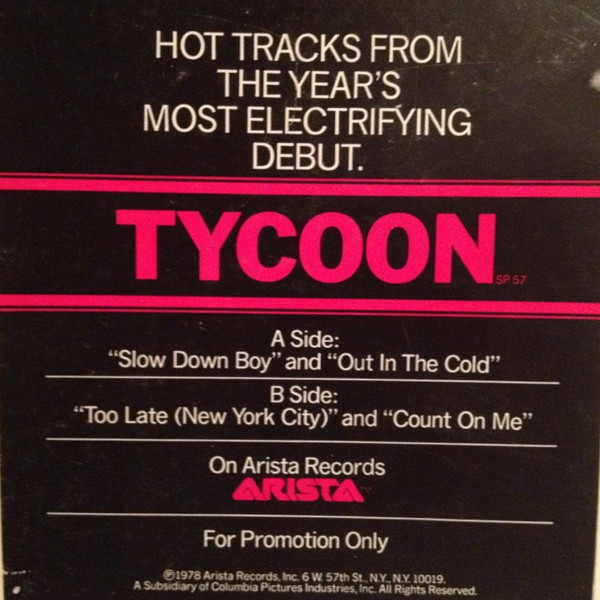 HOT TRACKS FROM
THE YEAR'S
MOST ELECTRIFYING
DEBUT.
TYCOON
SP 57
A Side:
“Slow Down Boy” and “Out In The Cold”
B Side:
“Too Late (New York City)” and “Count On Me”
On Arista Records
ARISTA™
For Promotion Only
℗1978 Arista Records, Inc. 6 W. 57th St., N.Y., N.Y. 10019.
A Subsidiary of Columbia Pictures Industries, Inc. All Rights Reserved.